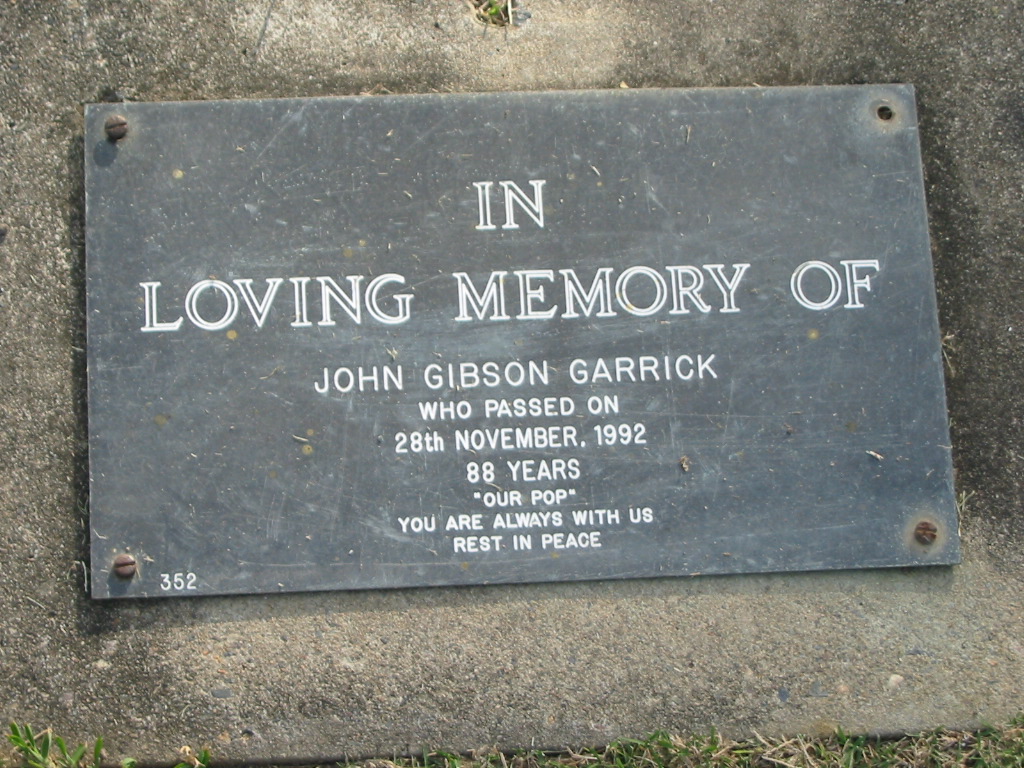 IN
LOVING MEMORY OF
JOHN GIBSON GARRICK
WHO PASSED ON
28th NOVEMBER, 1992
88 YEARS
"OUR POP"
YOU ARE ALWAYS WITH US
REST IN PEACE
352